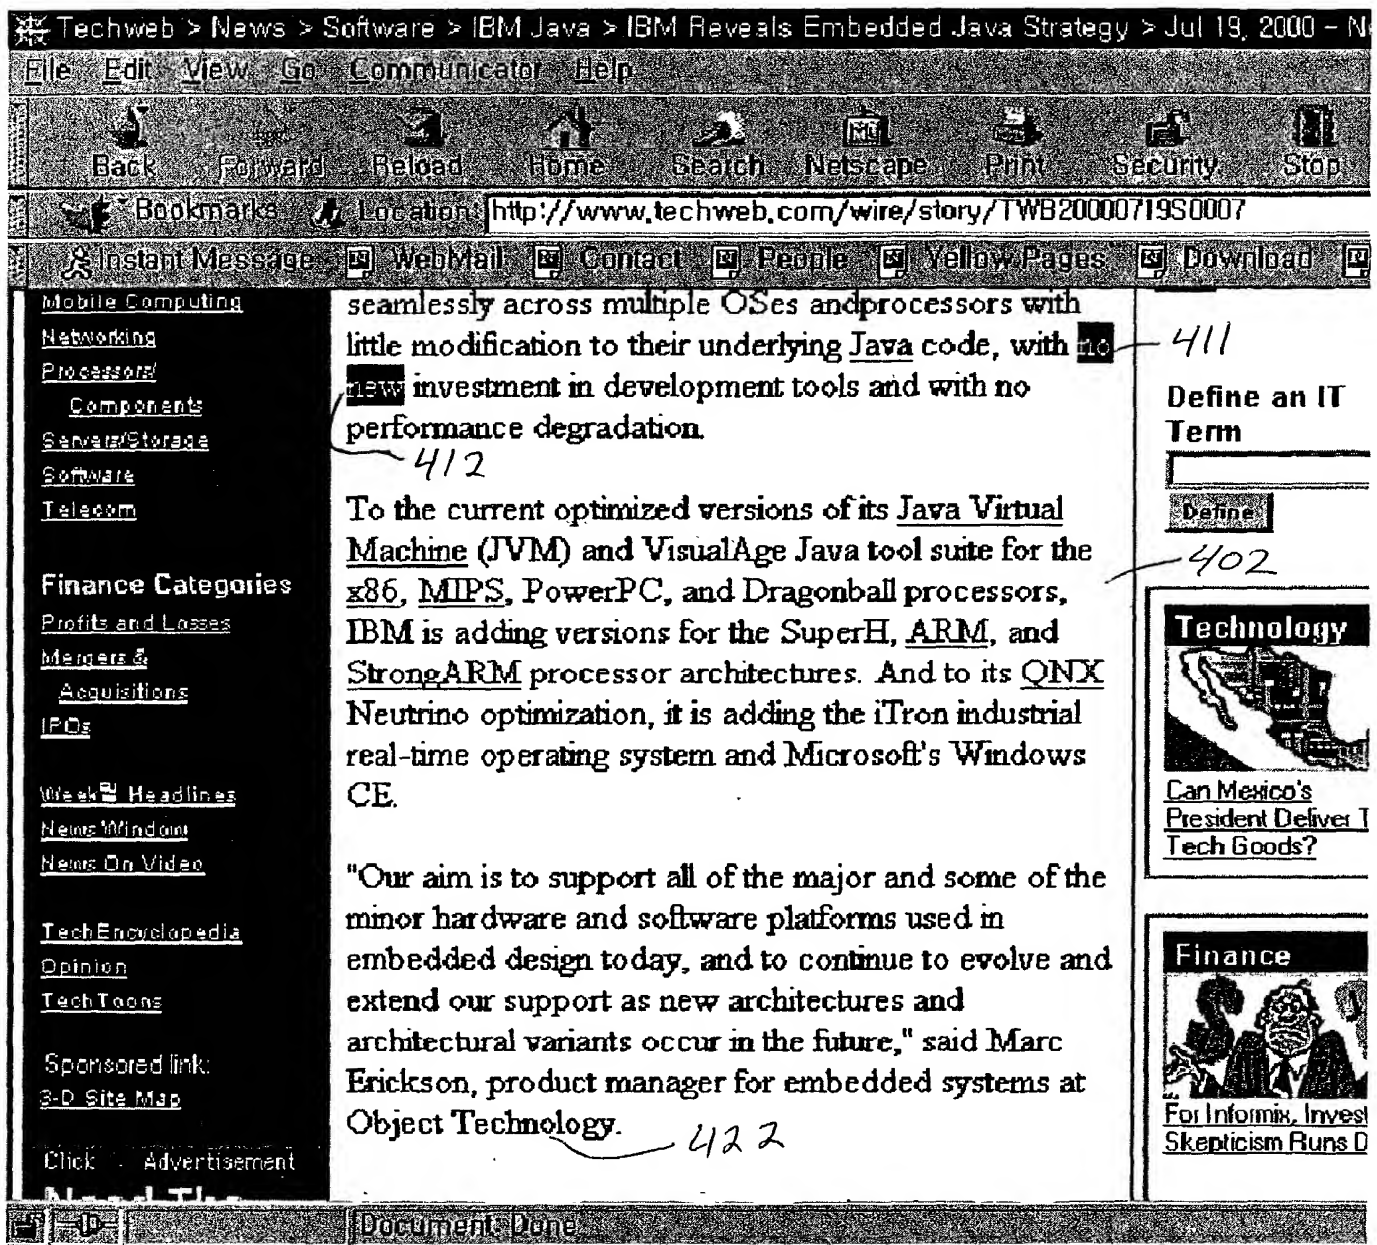 Techweb > News > Software > IBM Java > IBM Reveals Embedded Java Strategy > Jul 19, 2000 -
File Edit View Go Communicator Help
Back Forward Reload Home Search Netscape Print Security Stop
Bookmarks Location: http://www.techweb.com/wire/story/TWB20000719S0007
Instant Message WebMail Contact People Yellow Pages Download
Mobile Computing
Networking
Processors/
Components
Servers/Storage
Software
Telecom
Finance Categories
Profits and Losses
Mergers &
Acquisitions
IPOs
Headlines
News Window
News On Video
TechEncyclopedia
Opinion
TechToons
Sponsored link:
3-D Site Map
Click Advertisement
seamlessly across multiple OSes andprocessors with
little modification to their underlying Java code, with no
new investment in development tools and with no
performance degradation.
411
412
To the current optimized versions of its Java Virtual
Machine (JVM) and VisualAge Java tool suite for the
x86, MIPS, PowerPC, and Dragonball processors,
IBM is adding versions for the SuperH, ARM, and
StrongARM processor architectures. And to its QNX
Neutrino optimization, it is adding the iTron industrial
real-time operating system and Microsoft's Windows
CE.
"Our aim is to support all of the major and some of the
minor hardware and software platforms used in
embedded design today, and to continue to evolve and
extend our support as new architectures and
architectural variants occur in the future," said Marc
Erickson, product manager for embedded systems at
Object Technology.
422
Define an IT
Term
Define
402
Technology
Can Mexico's
President Deliver T
Tech Goods?
Finance
For Informix, Invest
Skepticism Runs D
Document: Done